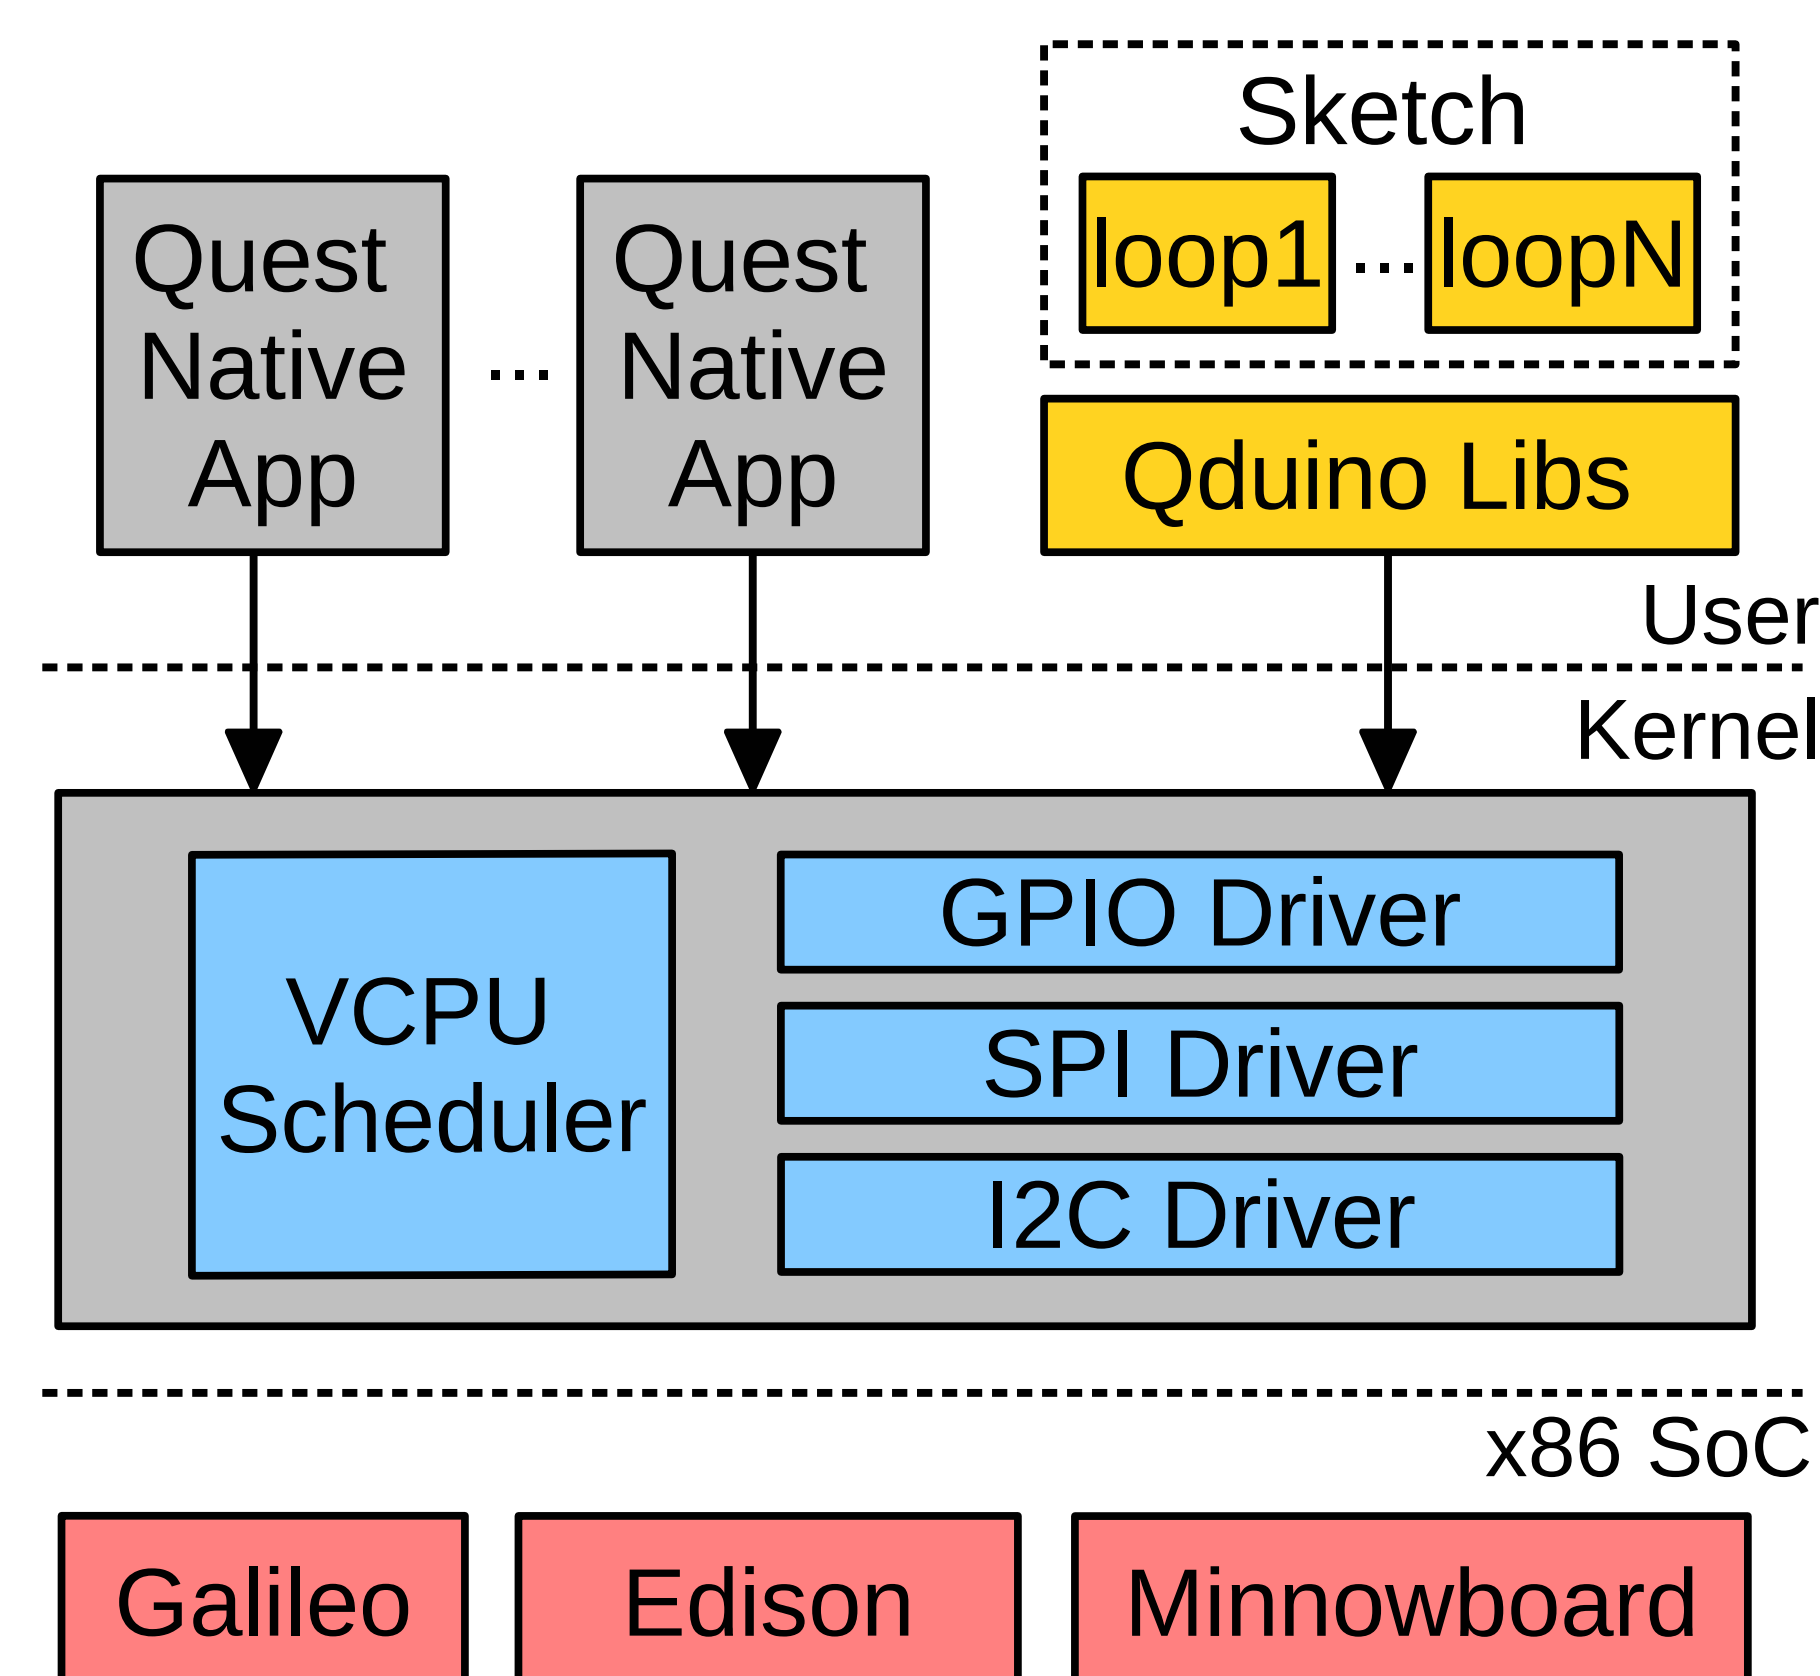 Sketch
Quest
Native
App
...
Quest
Native
App
loop1
...
loopN
Qduino Libs
User
Kernel
VCPU
Scheduler
GPIO Driver
SPI Driver
I2C Driver
x86 SoC
Galileo
Edison
Minnowboard